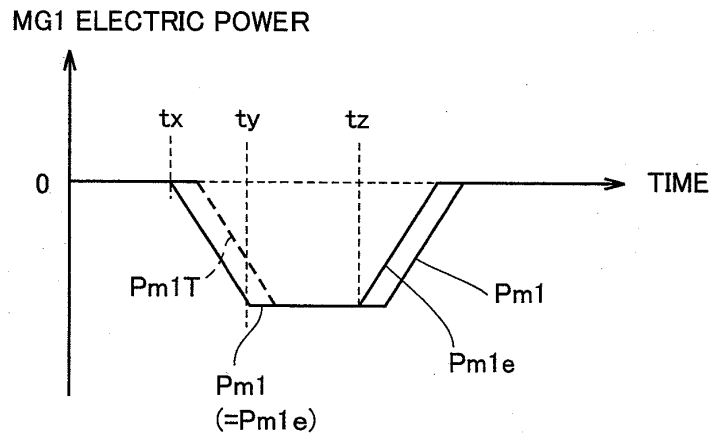 MG1 ELECTRIC POWER
tx
ty
tz
0
TIME
Pm1T
Pm1
Pm1e
Pm1
(=Pm1e)